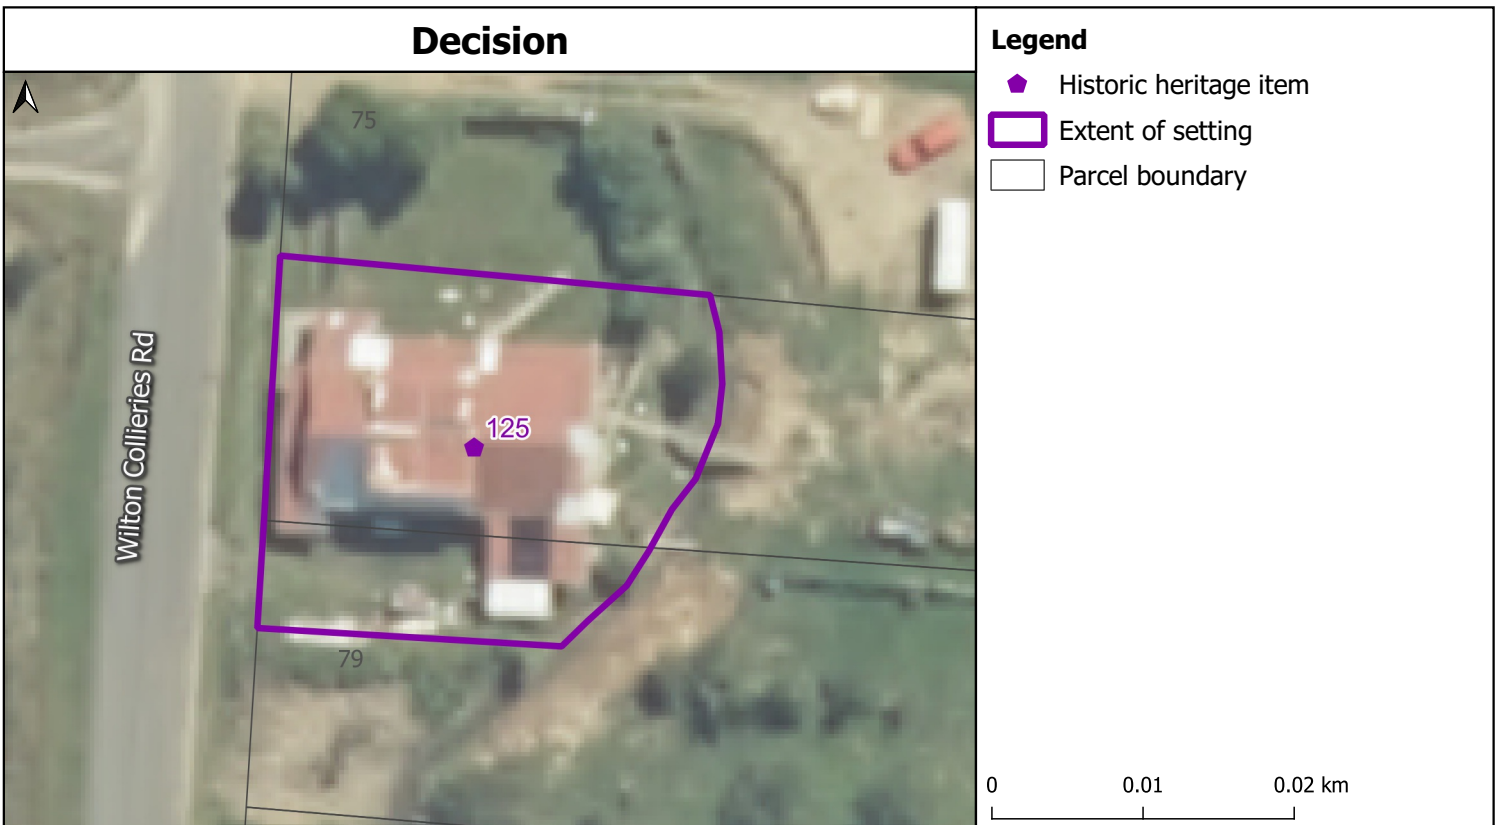 Decision
75
125
Wilton Collieries Rd
79
Legend
Historic heritage item
Extent of setting
Parcel boundary
0 0.01 0.02 km